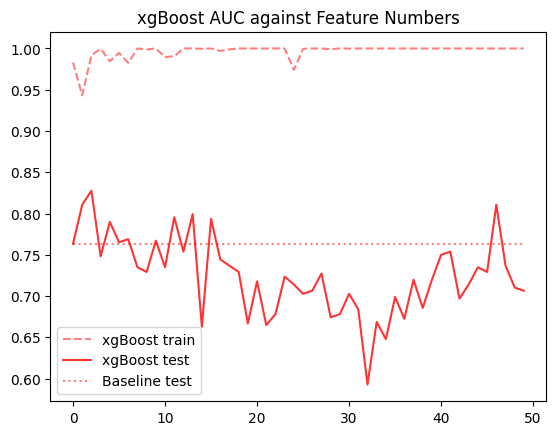 xgBoost AUC against Feature Numbers
1.00
0.95
0.90
0.85
0.80
0.75
0.70
0.65
0.60
xgBoost train
xgBoost test
Baseline test
0 10 20 30 40 50